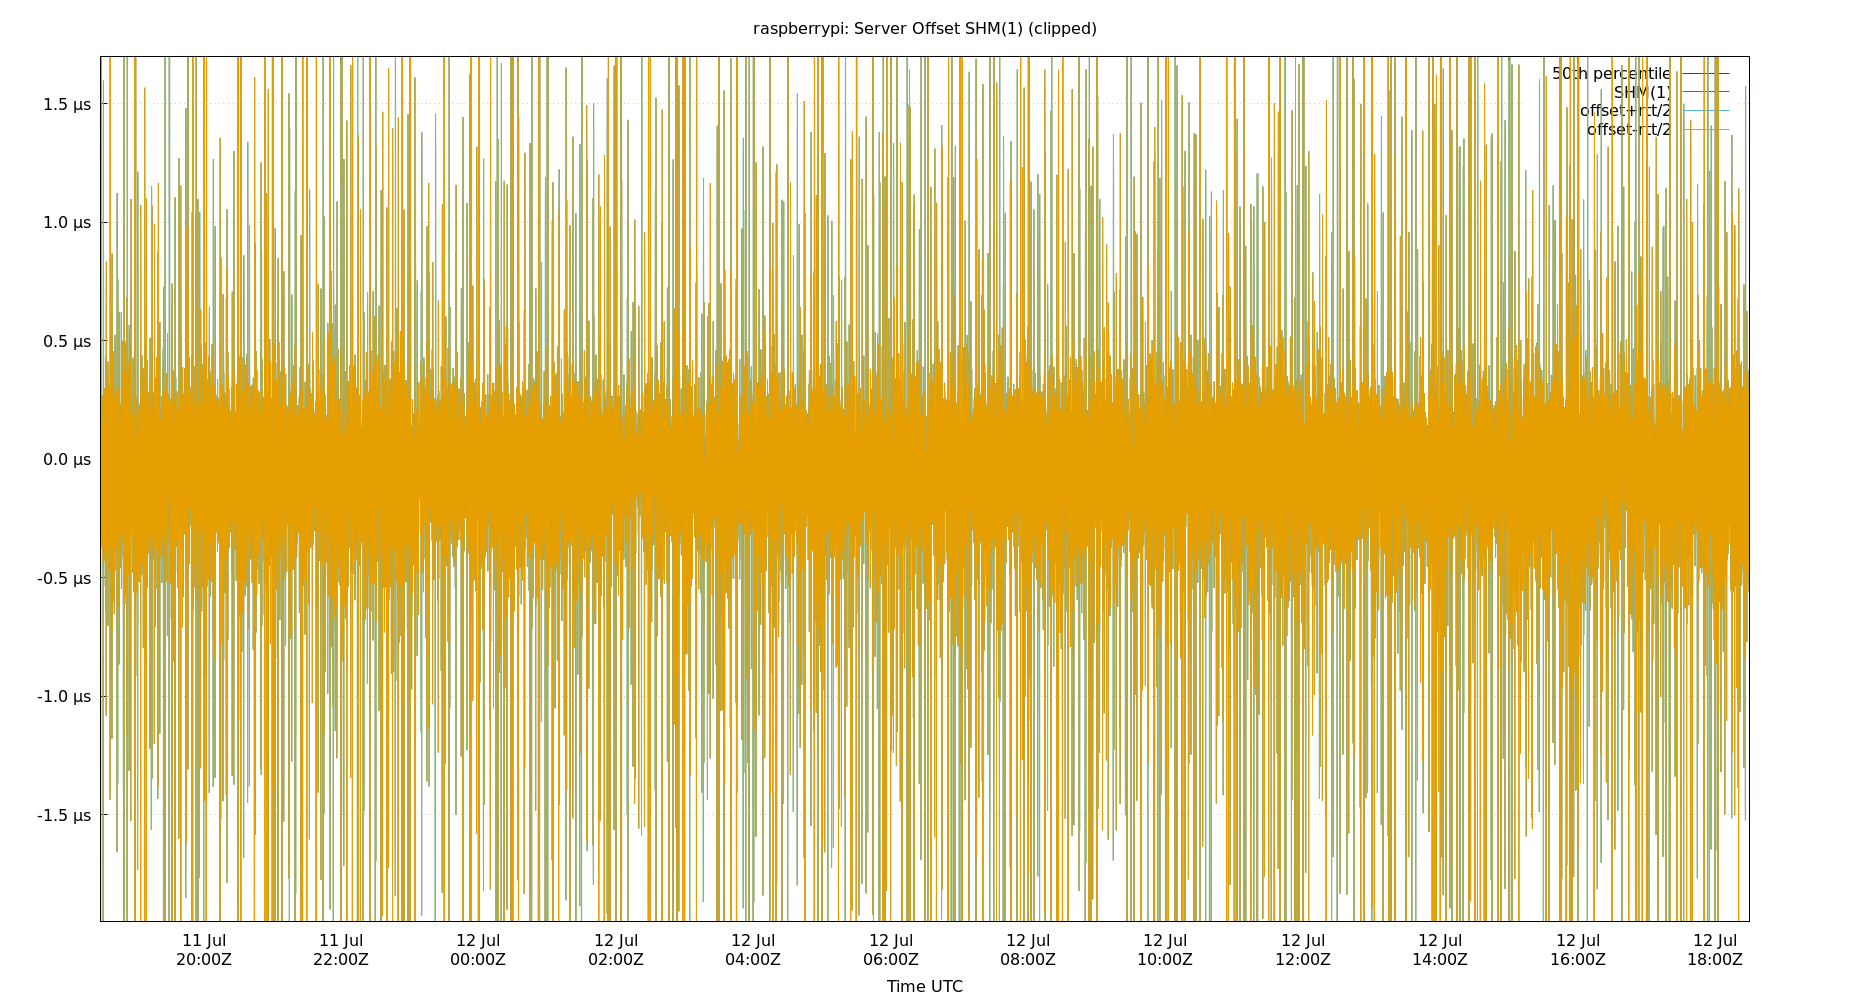 raspberrypi: Server Offset SHM(1) (clipped)
50th percentile
SHM(1)
offset+rtt/2
offset-rtt/2
1.5 µs
1.0 µs
0.5 µs
0.0 µs
-0.5 µs
-1.0 µs
-1.5 µs
11 Jul 11 Jul 12 Jul 12 Jul 12 Jul 12 Jul 12 Jul 12 Jul 12 Jul 12 Jul 12 Jul 12 Jul
20:00Z 22:00Z 00:00Z 02:00Z 04:00Z 06:00Z 08:00Z 10:00Z 12:00Z 14:00Z 16:00Z 18:00Z
Time UTC